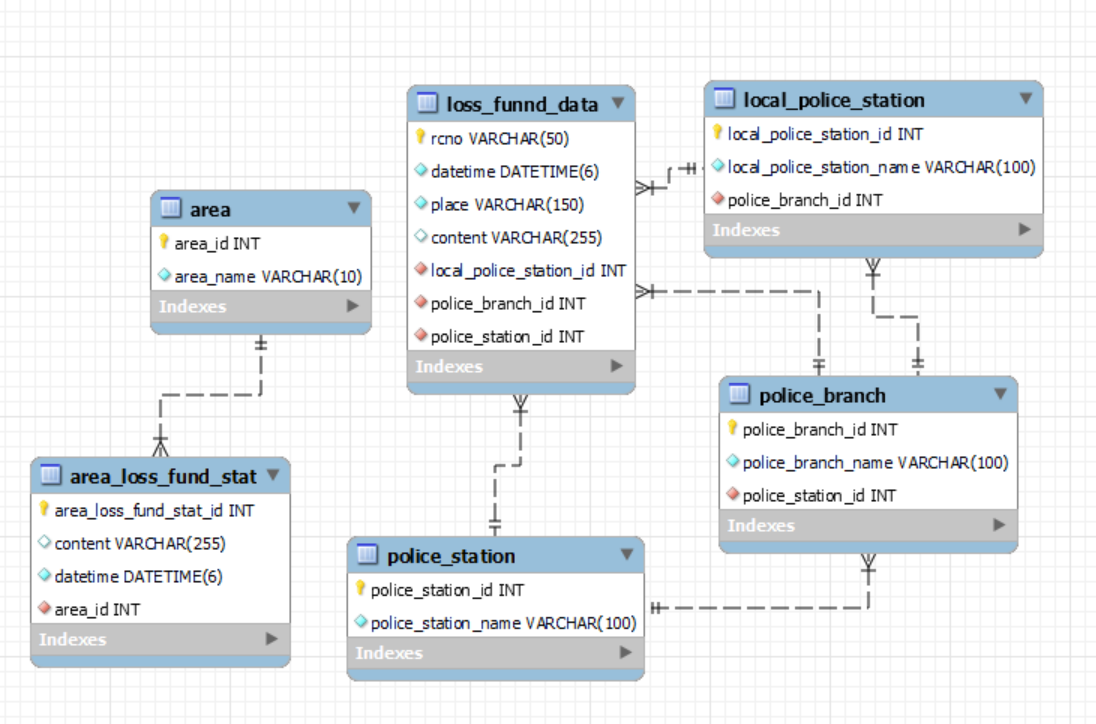 area
area_id INT
area_name VARCHAR(10)
Indexes
area_loss_fund_stat
area_loss_fund_stat_id INT
content VARCHAR(255)
datetime DATETIME(6)
area_id INT
Indexes
loss_funnd_data
rcno VARCHAR(50)
datetime DATETIME(6)
place VARCHAR(150)
content VARCHAR(255)
local_police_station_id INT
police_branch_id INT
police_station_id INT
Indexes
police_station
police_station_id INT
police_station_name VARCHAR(100)
Indexes
local_police_station
local_police_station_id INT
local_police_station_name VARCHAR(100)
police_branch_id INT
Indexes
police_branch
police_branch_id INT
police_branch_name VARCHAR(100)
police_station_id INT
Indexes